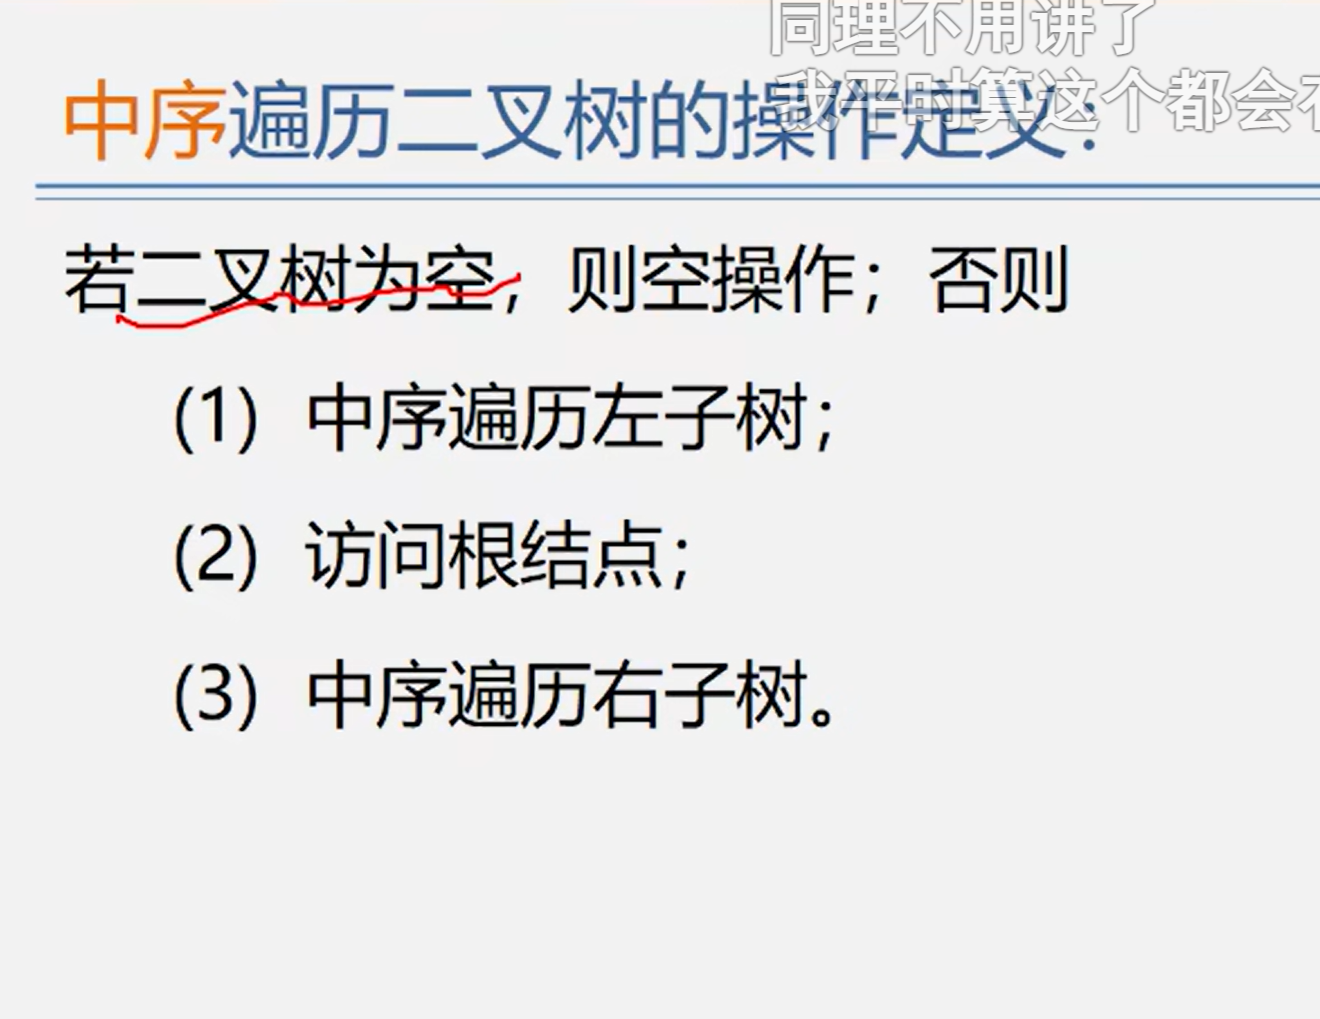 同理不用讲了
我平时算这个都会
中序遍历二叉树的操作定义：
若二叉树为空，则空操作；否则
(1) 中序遍历左子树；
(2) 访问根结点；
(3) 中序遍历右子树。